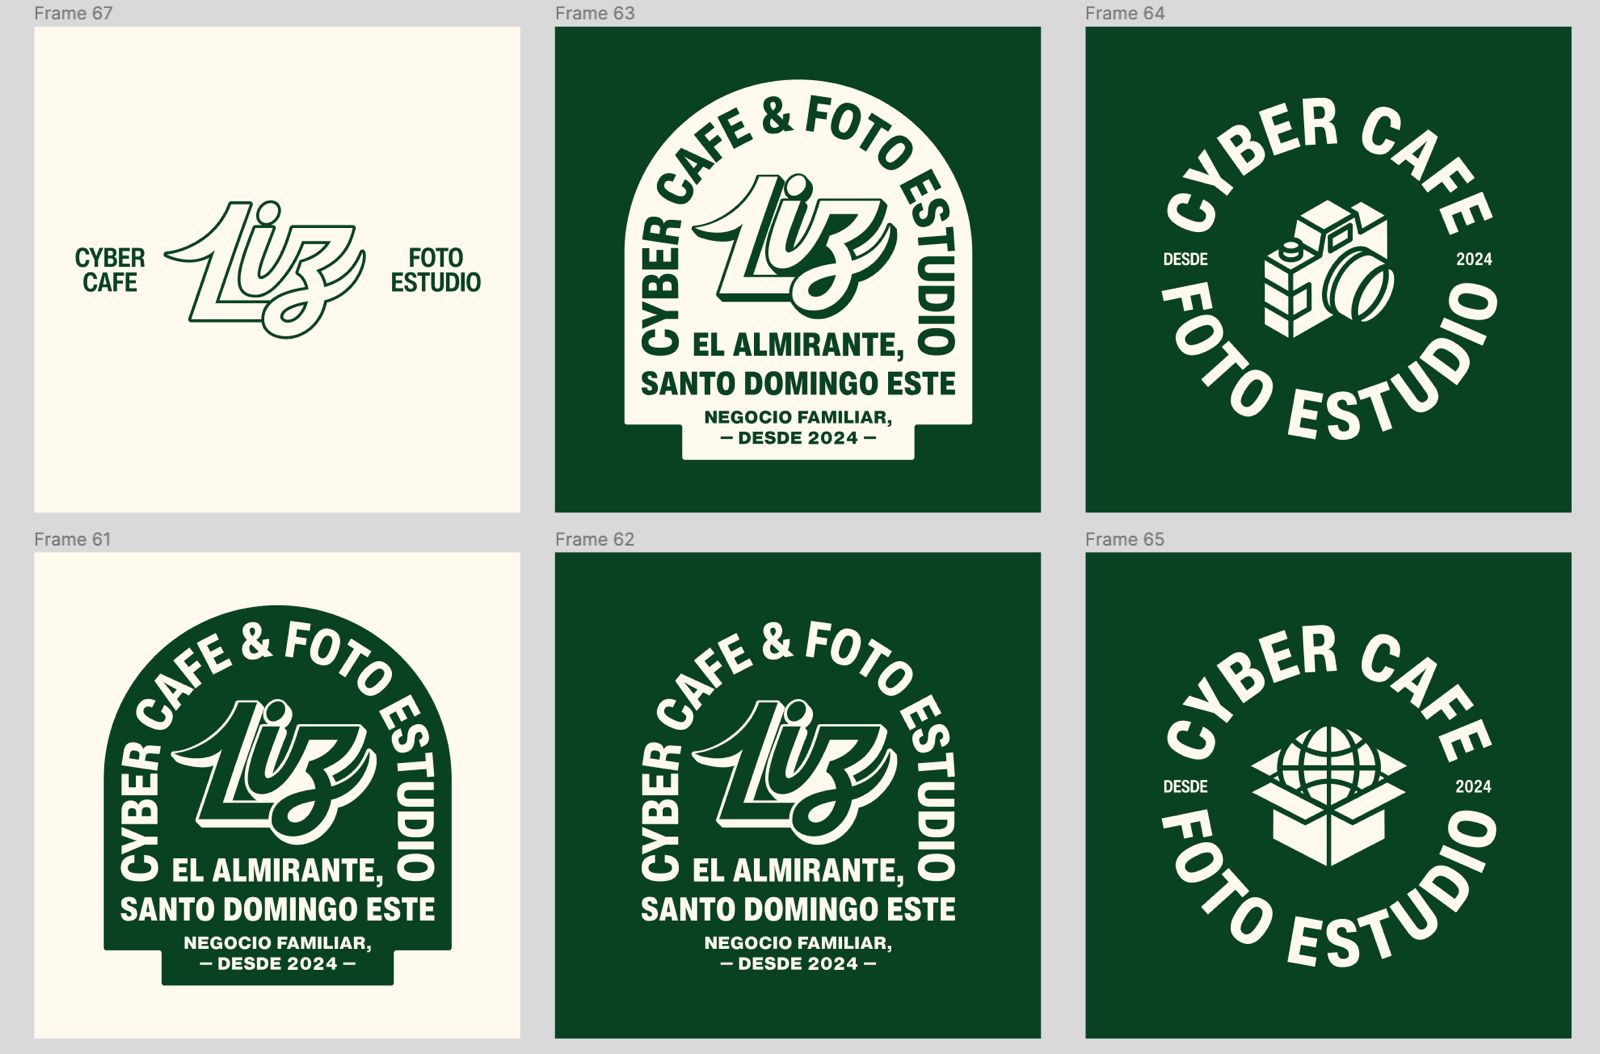 Frame 67
CYBER
CAFE
Liz
FOTO
ESTUDIO
Frame 63
CYBER CAFE & FOTO ESTUDIO
Liz
EL ALMIRANTE,
SANTO DOMINGO ESTE
NEGOCIO FAMILIAR,
– DESDE 2024 –
Frame 64
CYBER CAFE
DESDE
2024
FOTO ESTUDIO
Frame 61
CYBER CAFE & FOTO ESTUDIO
Liz
EL ALMIRANTE,
SANTO DOMINGO ESTE
NEGOCIO FAMILIAR,
– DESDE 2024 –
Frame 62
CYBER CAFE & FOTO ESTUDIO
Liz
EL ALMIRANTE,
SANTO DOMINGO ESTE
NEGOCIO FAMILIAR,
– DESDE 2024 –
Frame 65
CYBER CAFE
DESDE
2024
FOTO ESTUDIO